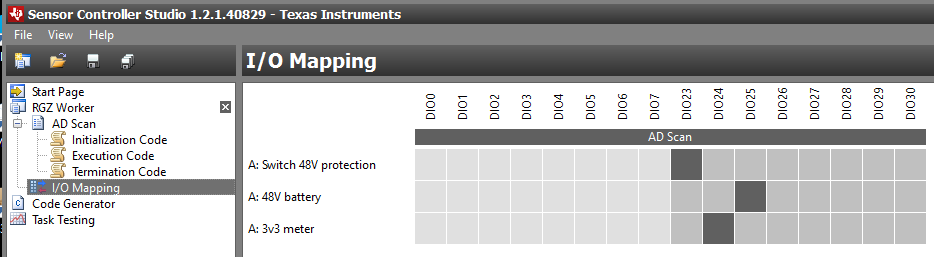 Sensor Controller Studio 1.2.1.40829 - Texas Instruments
File View Help
I/O Mapping
Start Page
RGZ Worker
AD Scan
Initialization Code
Execution Code
Termination Code
I/O Mapping
Code Generator
Task Testing
DIO0 DIO1 DIO2 DIO3 DIO4 DIO5 DIO6 DIO7 DIO23 DIO24 DIO25 DIO26 DIO27 DIO28 DIO29 DIO30
AD Scan
A: Switch 48V protection
A: 48V battery
A: 3v3 meter